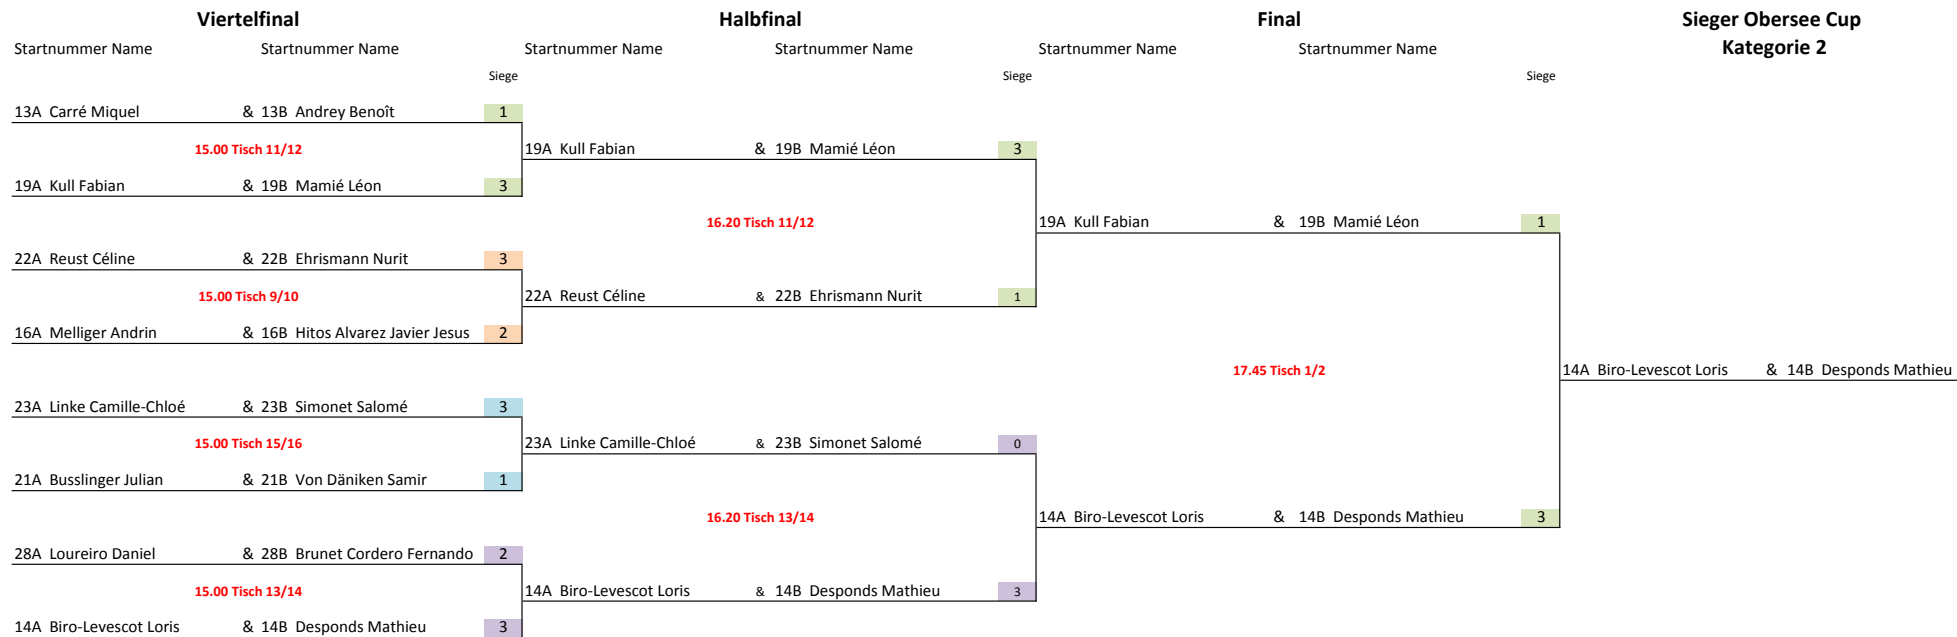 Viertelfinal Halbfinal Final Sieger Obersee Cup
Startnummer Name Startnummer Name Startnummer Name Startnummer Name Startnummer Name Startnummer Name Kategorie 2
Siege Siege Siege
13A Carré Miquel & 13B Andrey Benoît 1
15.00 Tisch 11/12 19A Kull Fabian & 19B Mamié Léon 3
19A Kull Fabian & 19B Mamié Léon 3
16.20 Tisch 11/12 19A Kull Fabian & 19B Mamié Léon 1
22A Reust Céline & 22B Ehrismann Nurit 3
15.00 Tisch 9/10 22A Reust Céline & 22B Ehrismann Nurit 1
16A Melliger Andrin & 16B Hitos Alvarez Javier Jesus 2
17.45 Tisch 1/2 14A Biro-Levescot Loris & 14B Desponds Mathieu
23A Linke Camille-Chloé & 23B Simonet Salomé 3
15.00 Tisch 15/16 23A Linke Camille-Chloé & 23B Simonet Salomé 0
21A Busslinger Julian & 21B Von Däniken Samir 1
16.20 Tisch 13/14 14A Biro-Levescot Loris & 14B Desponds Mathieu 3
28A Loureiro Daniel & 28B Brunet Cordero Fernando 2
15.00 Tisch 13/14 14A Biro-Levescot Loris & 14B Desponds Mathieu 3
14A Biro-Levescot Loris & 14B Desponds Mathieu 3